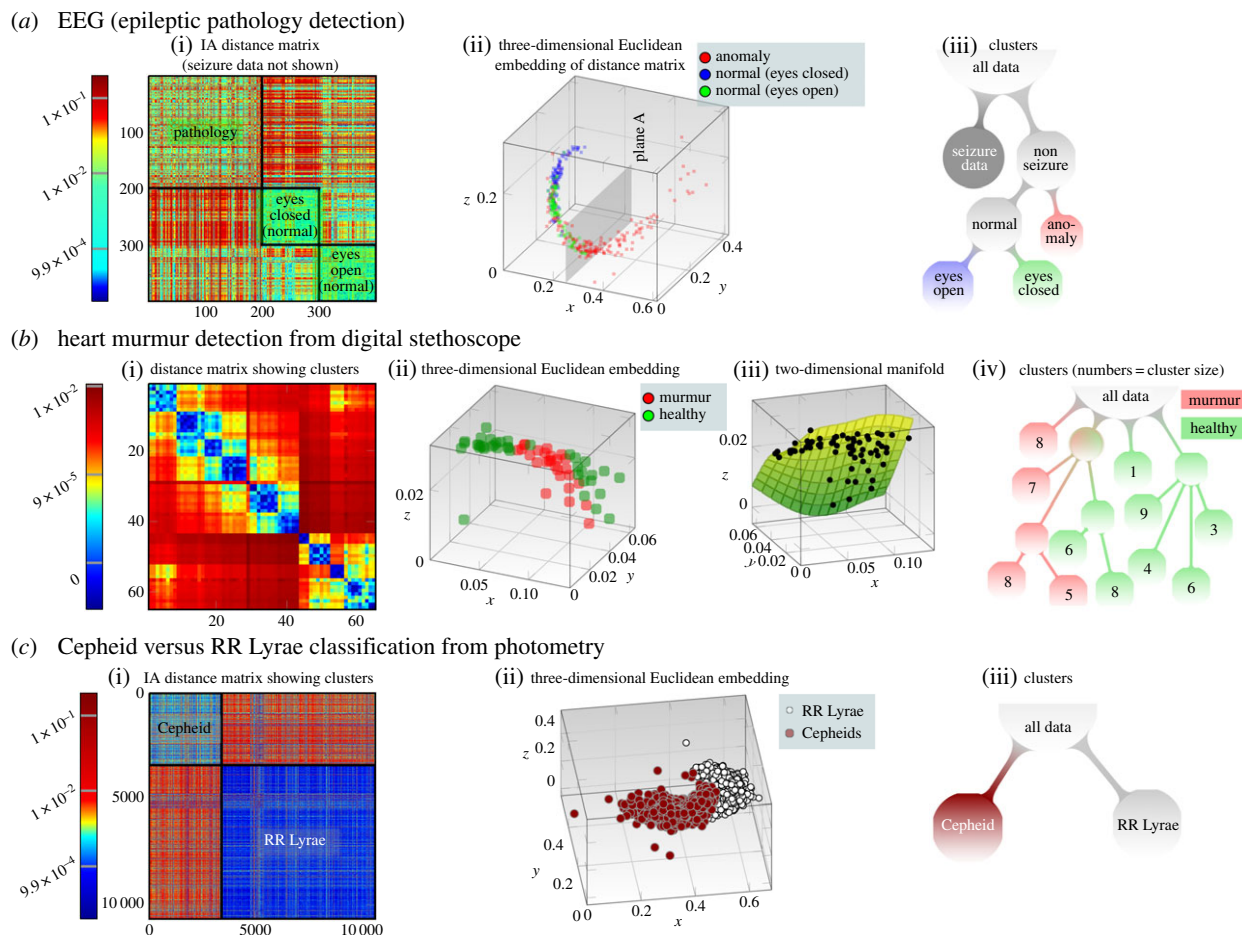 (a) EEG (epileptic pathology detection)
(i) IA distance matrix
(seizure data not shown)
1 × 10⁻¹
1 × 10⁻²
9.9 × 10⁻⁴
100
200
300
pathology
eyes
closed
(normal)
eyes
open
(normal)
100 200 300
(ii) three-dimensional Euclidean
embedding of distance matrix
anomaly
normal (eyes closed)
normal (eyes open)
plane A
z
0.2
0
0.2
0.4
0.6
x
0
0.2
0.4
y
(iii) clusters
all data
seizure
data
non
seizure
normal
ano-
maly
eyes
open
eyes
closed
(b) heart murmur detection from digital stethoscope
(i) distance matrix showing clusters
1 × 10⁻²
9 × 10⁻⁵
0
20
40
60
20 40 60
(ii) three-dimensional Euclidean embedding
murmur
healthy
0.02
z
0
0.05
0.10
x
0
0.02
0.04
0.06
y
(iii) two-dimensional manifold
0.02
z
0
0.06
0.04
0.02
y
0
0.05
0.10
x
(iv) clusters (numbers = cluster size)
all data
murmur
healthy
8
1
7
9
3
6
4
8
5
8
6
(c) Cepheid versus RR Lyrae classification from photometry
(i) IA distance matrix showing clusters
1 × 10⁻¹
1 × 10⁻²
9.9 × 10⁻⁴
0
5000
10 000
Cepheid
RR Lyrae
0 5000 10 000
(ii) three-dimensional Euclidean embedding
RR Lyrae
Cepheids
0.4
0.2
z
0
0.4
y
0.2
0
0
0.2
0.4
0.6
x
(iii) clusters
all data
Cepheid
RR Lyrae